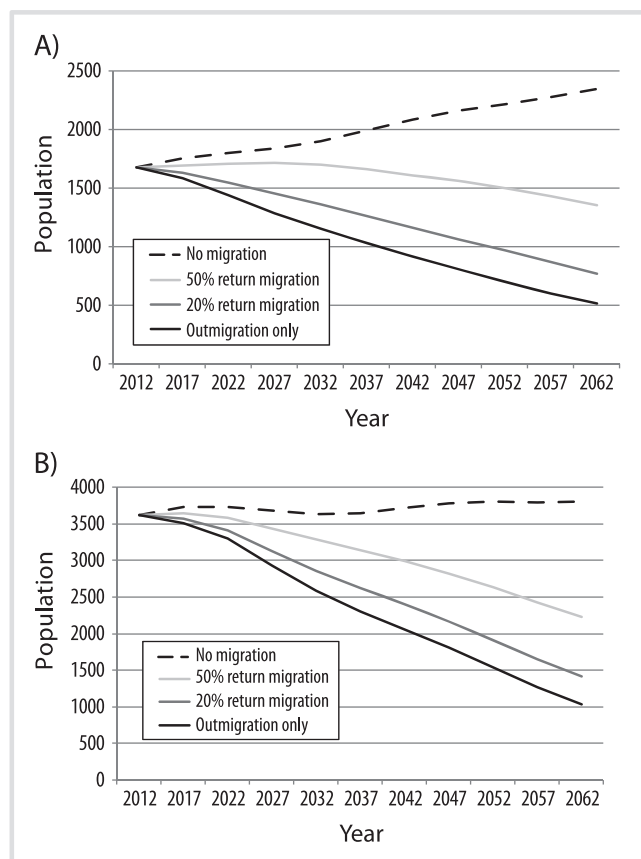 A)
2500
2000
1500
1000
500
0
Population
No migration
50% return migration
20% return migration
Outmigration only
2012 2017 2022 2027 2032 2037 2042 2047 2052 2057 2062
Year
B)
4000
3500
3000
2500
2000
1500
1000
500
0
Population
No migration
50% return migration
20% return migration
Outmigration only
2012 2017 2022 2027 2032 2037 2042 2047 2052 2057 2062
Year